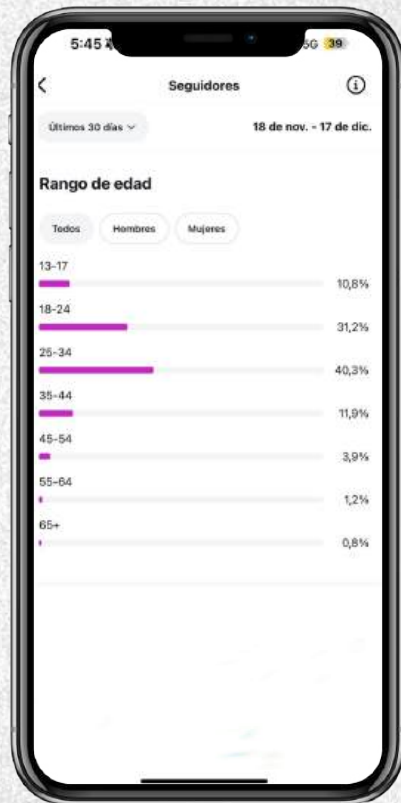 5:45
5G 39
Seguidores
Últimos 30 días
18 de nov. - 17 de dic.
Rango de edad
Todos Hombres Mujeres
13-17
10,8%
18-24
31,2%
25-34
40,3%
35-44
11,9%
45-54
3,9%
55-64
1,2%
65+
0,8%